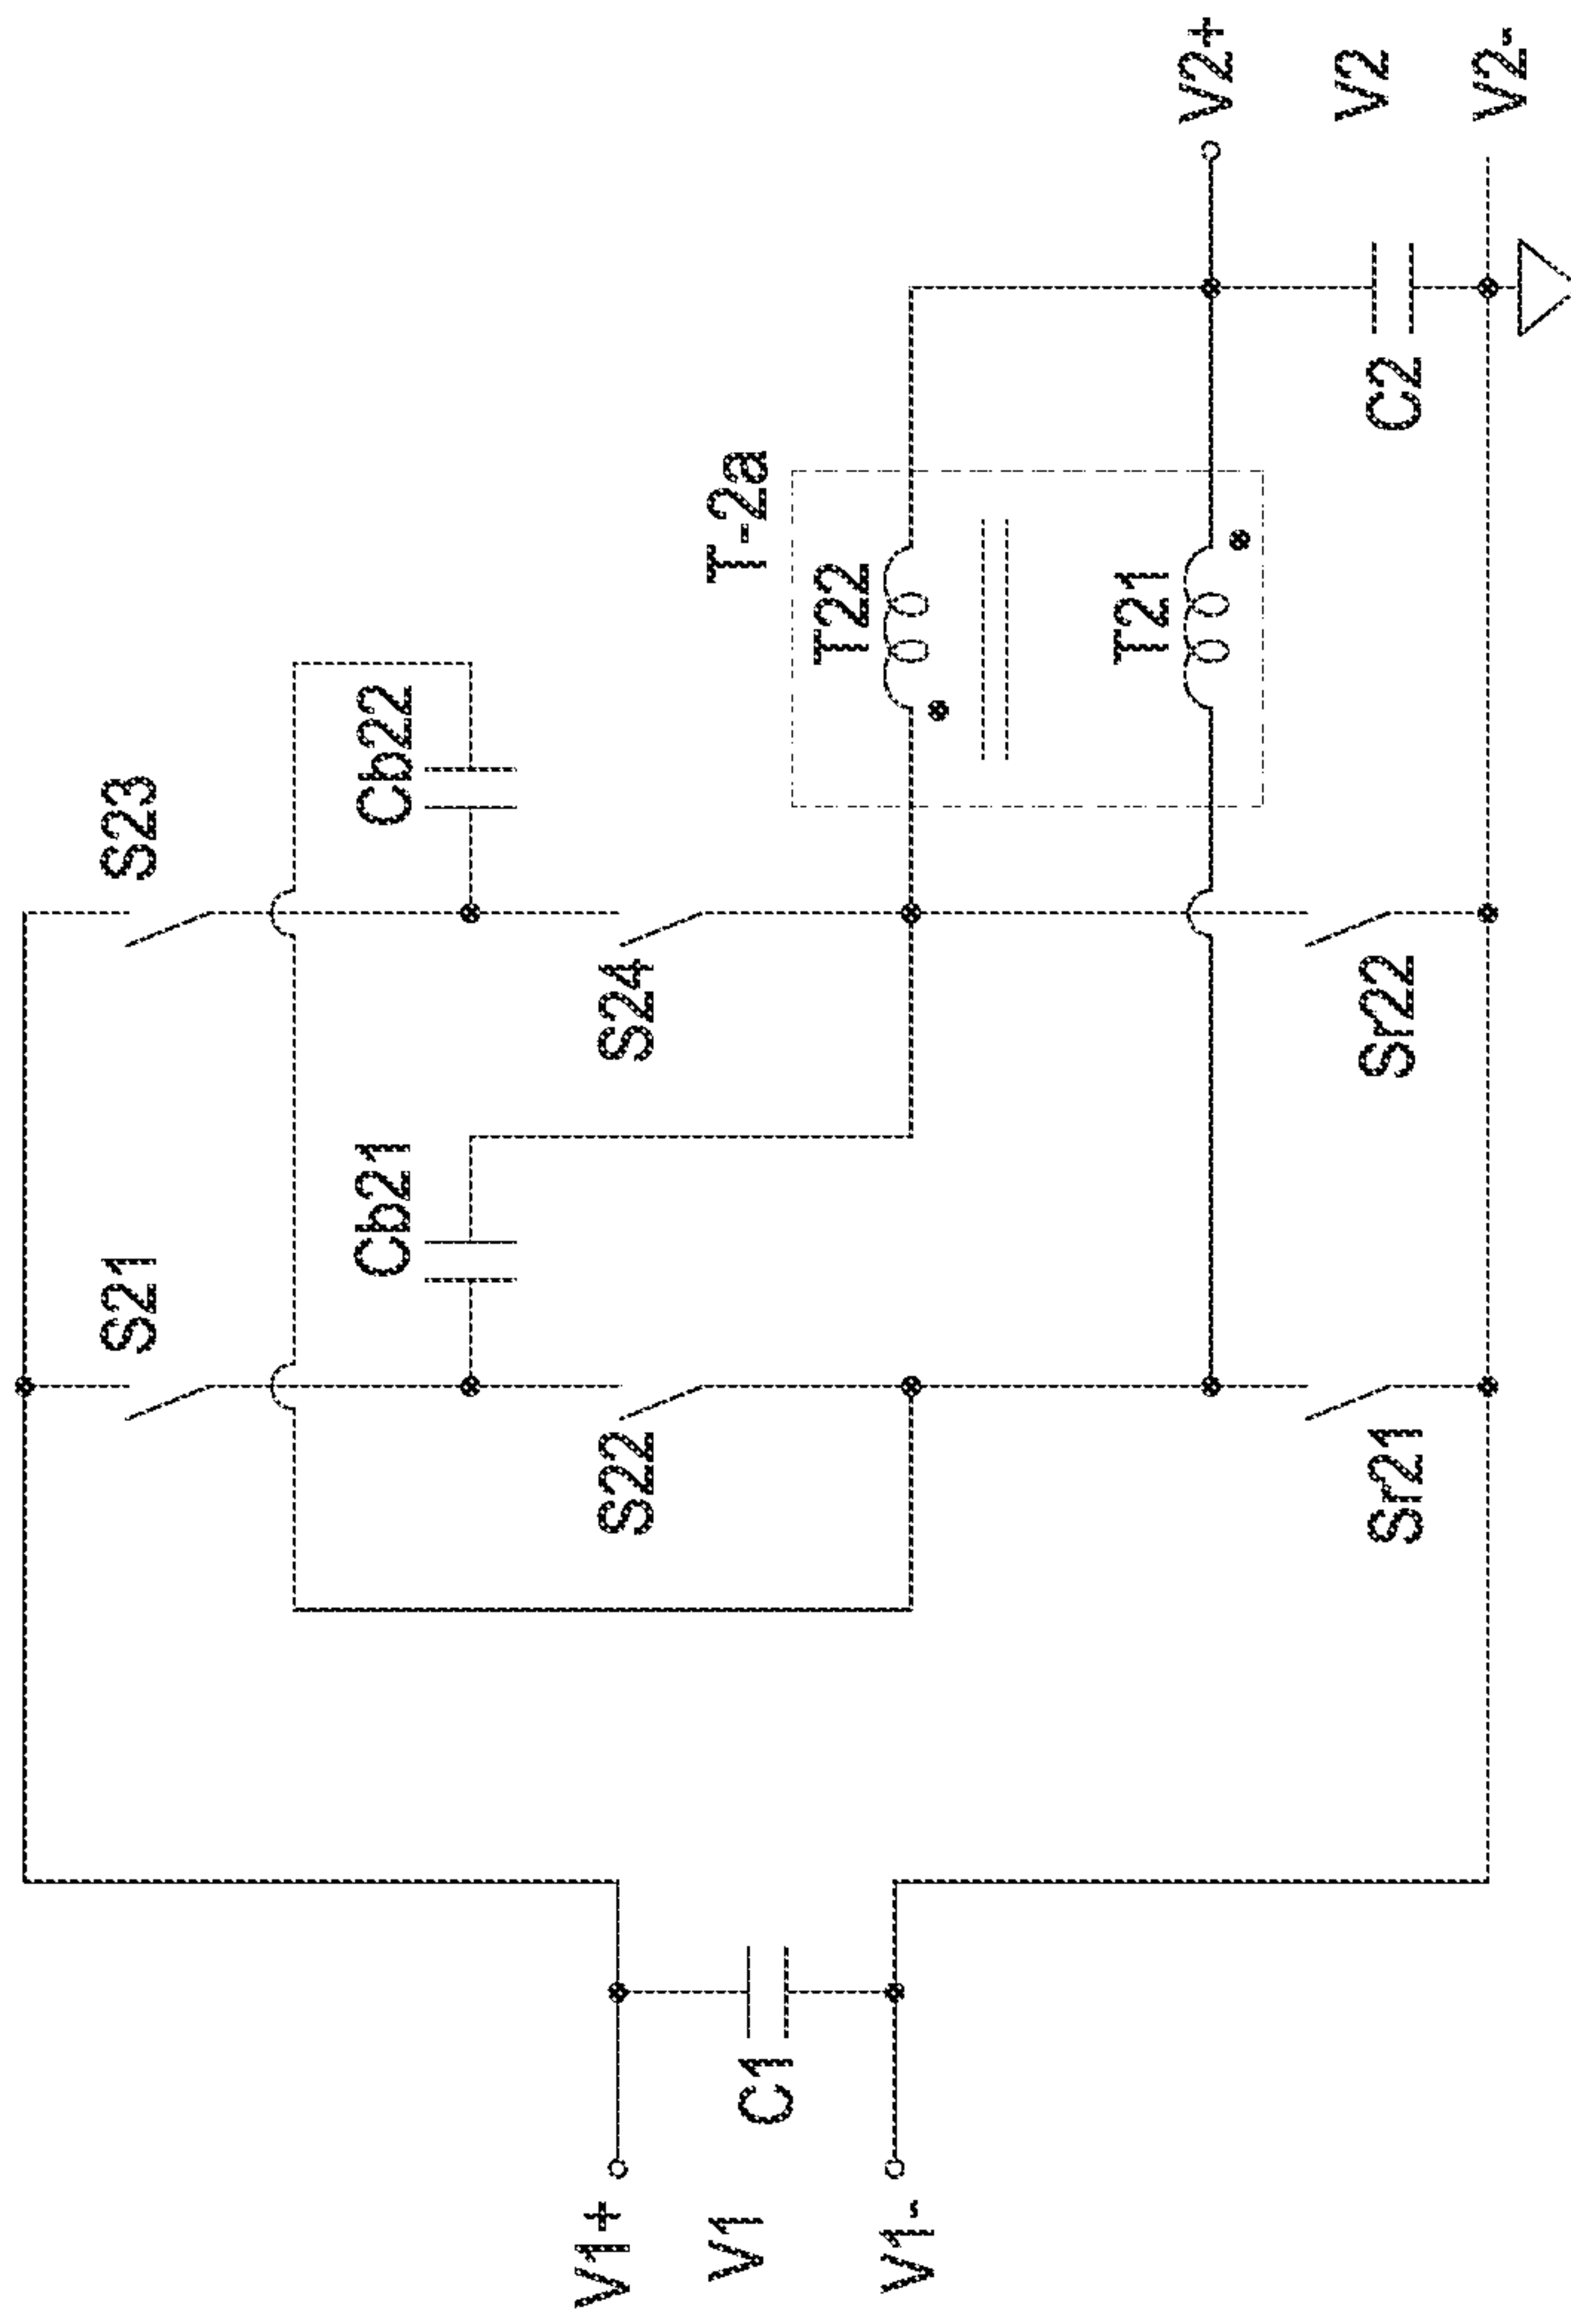 S21
S23
Cb21
Cb22
V1+
S22
S24
T-2a
V1
C1
T22
V1-
T21
V2+
Sr21
Sr22
C2
V2
V2-